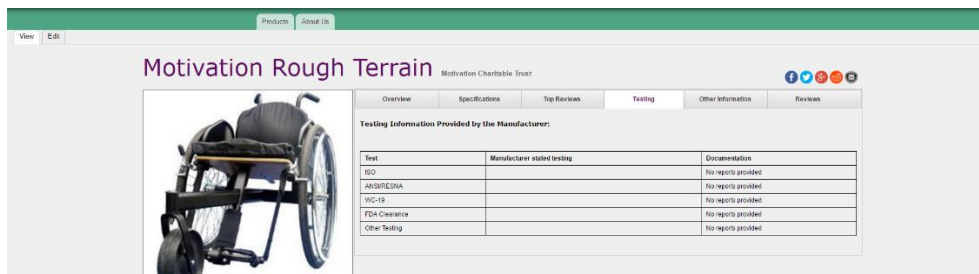 Products About Us
View Edit
Motivation Rough Terrain Motivation Charitable Trust
Overview Specifications Top Reviews Testing Other Information Reviews
Testing Information Provided by the Manufacturer:
Test Manufacturer stated testing Documentation
ISO No reports provided
ANSI/RESNA No reports provided
WC-19 No reports provided
FDA Clearance No reports provided
Other Testing No reports provided